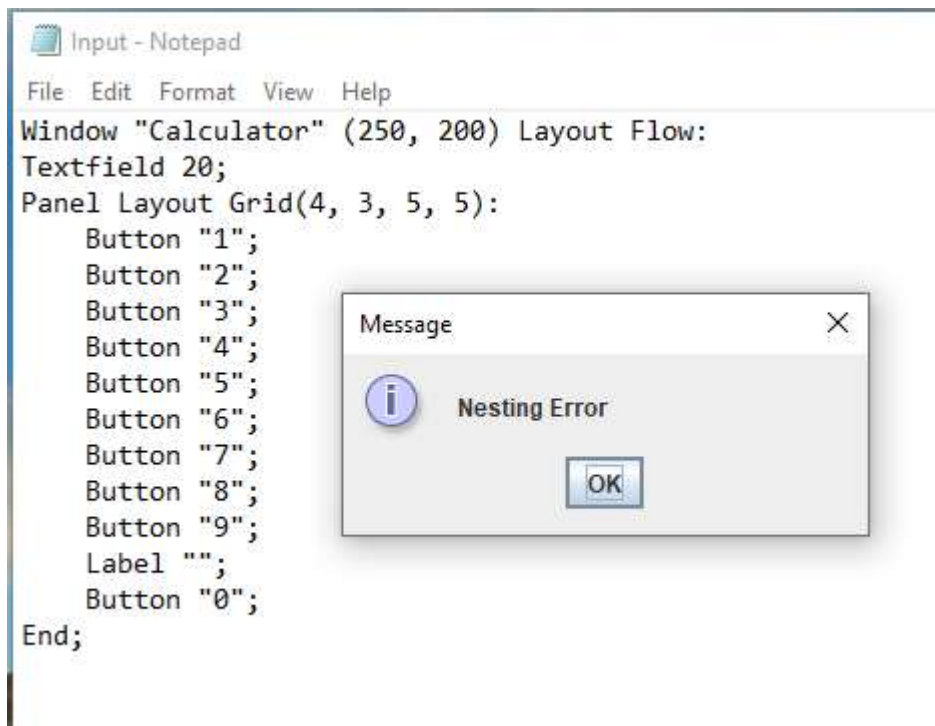 Input - Notepad
File Edit Format View Help
Window "Calculator" (250, 200) Layout Flow:
Textfield 20;
Panel Layout Grid(4, 3, 5, 5):
Button "1";
Button "2";
Button "3";
Button "4";
Button "5";
Button "6";
Button "7";
Button "8";
Button "9";
Label "";
Button "0";
End;
Message
Nesting Error
OK